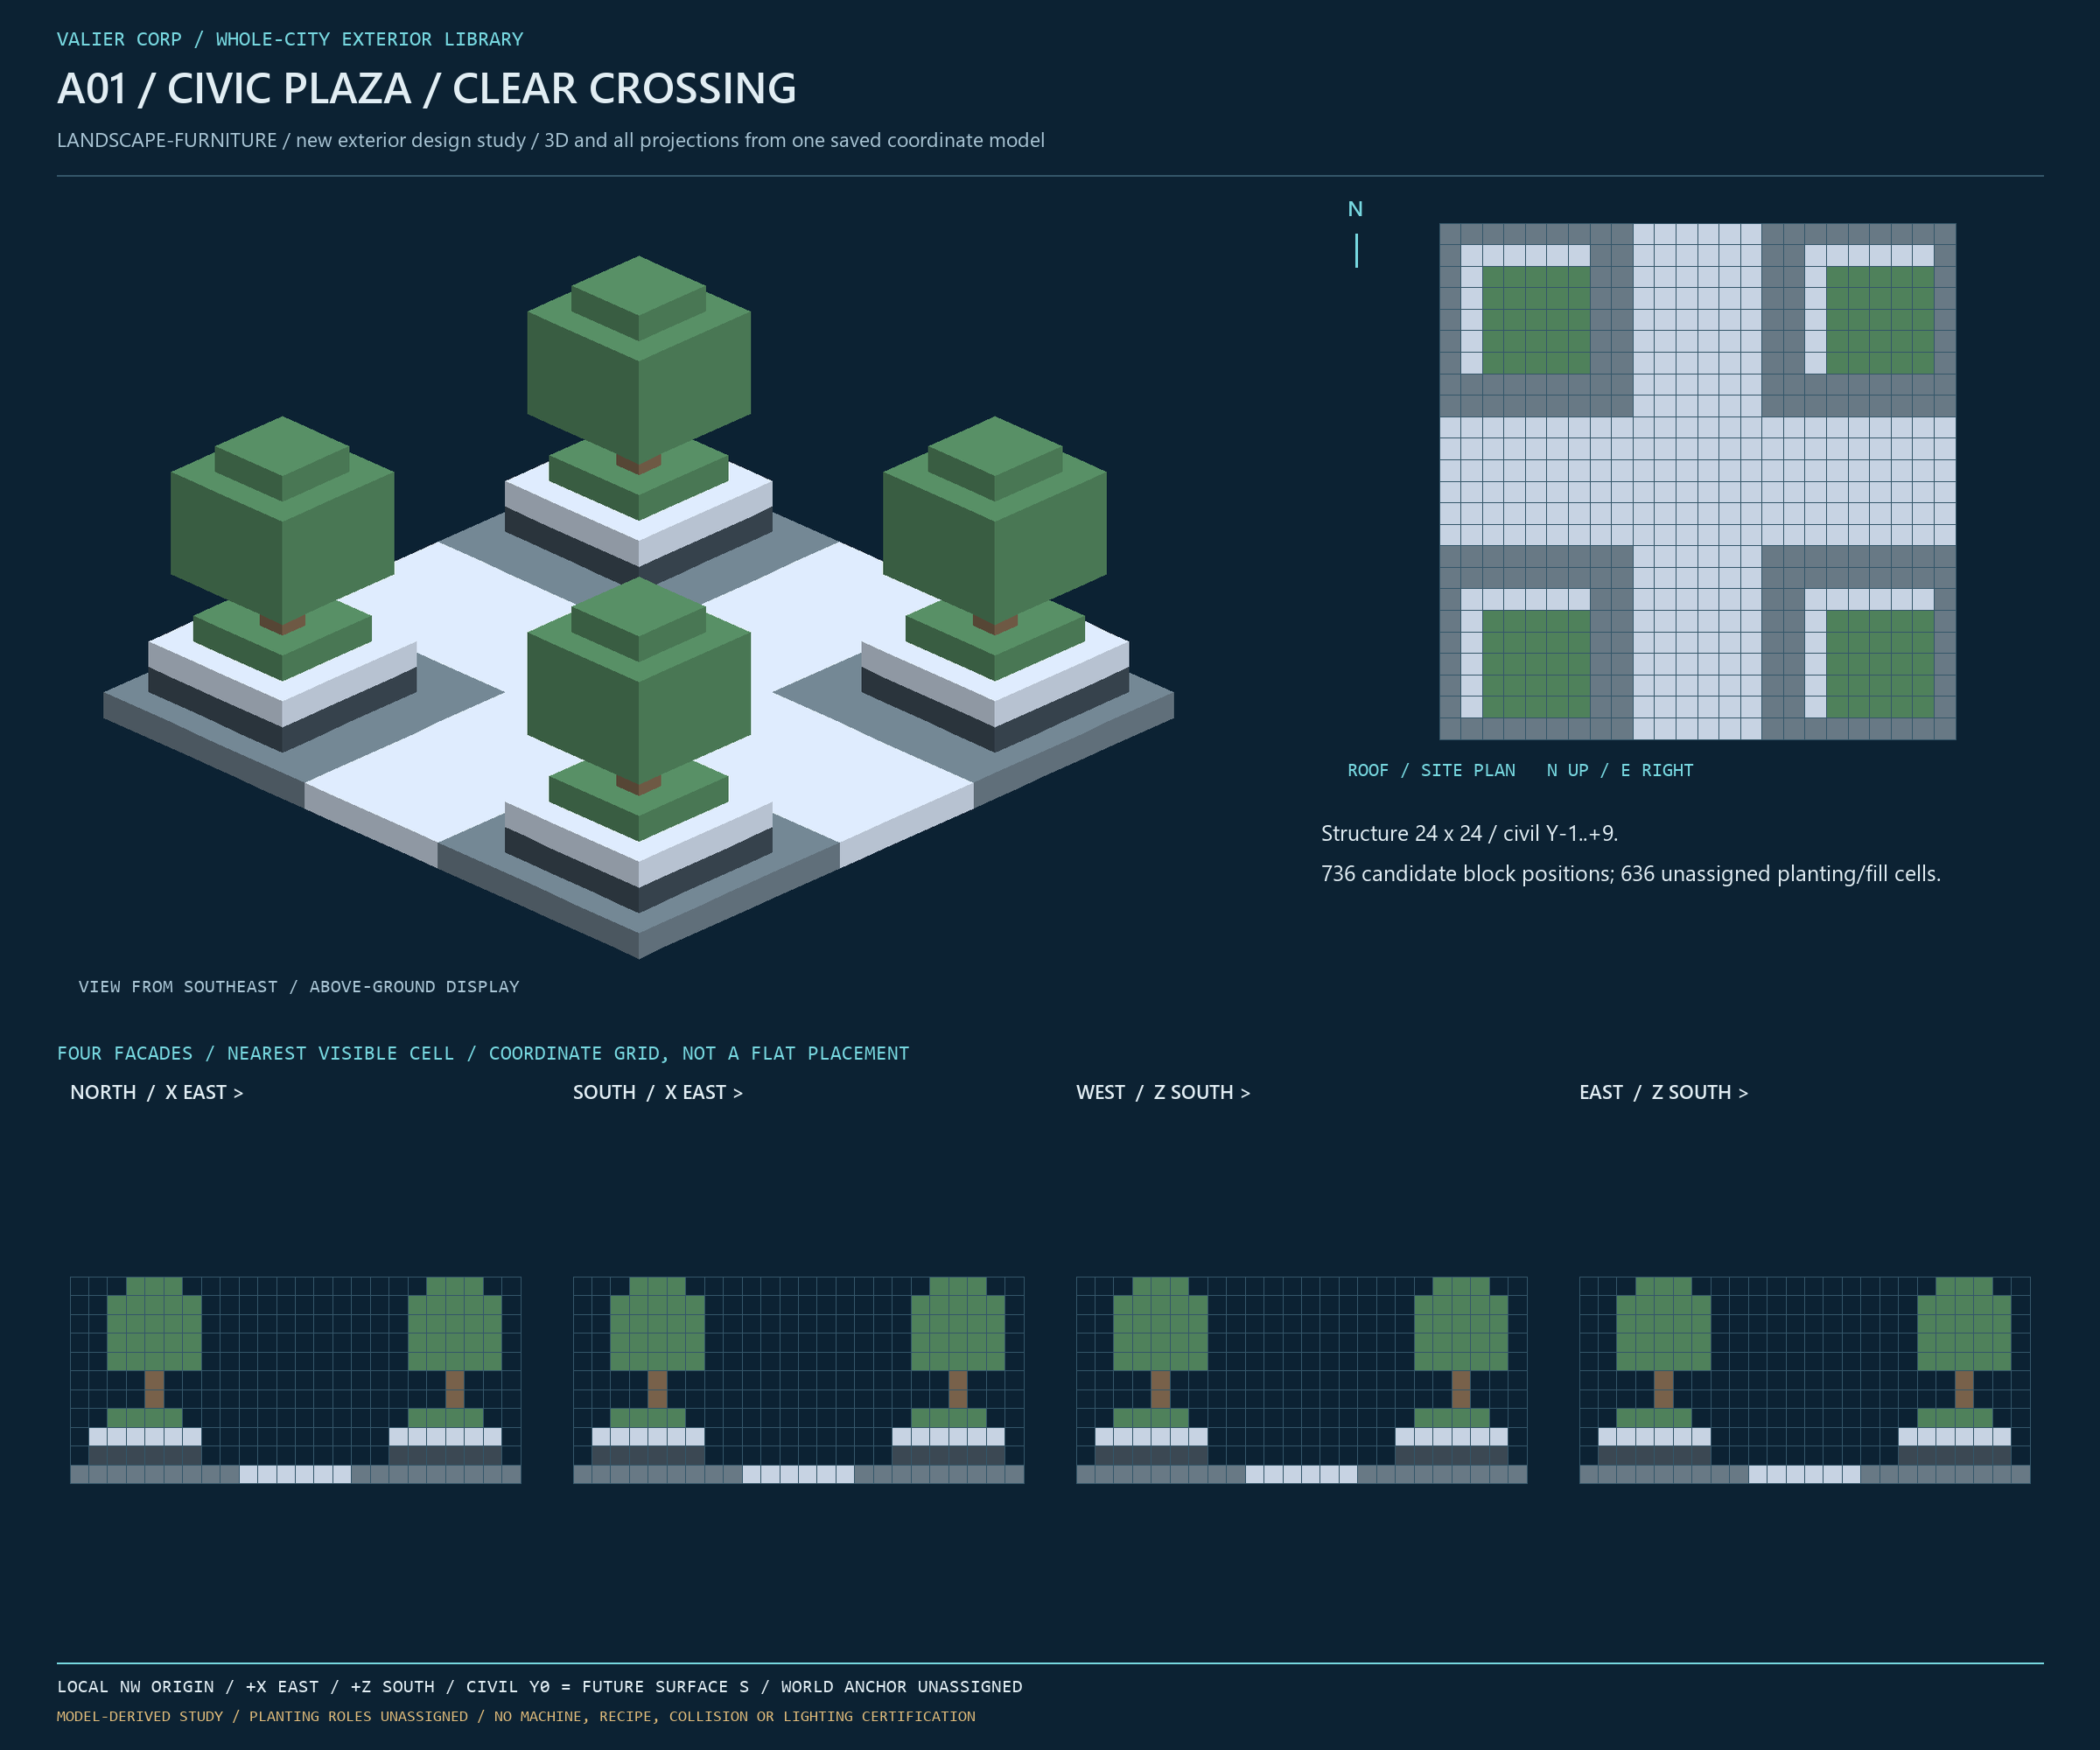 VALIER CORP / WHOLE-CITY EXTERIOR LIBRARY
A01 / CIVIC PLAZA / CLEAR CROSSING
LANDSCAPE-FURNITURE / new exterior design study / 3D and all projections from one saved coordinate model
N
ROOF / SITE PLAN   N UP / E RIGHT
Structure 24 x 24 / civil Y-1..+9.
736 candidate block positions; 636 unassigned planting/fill cells.
VIEW FROM SOUTHEAST / ABOVE-GROUND DISPLAY
FOUR FACADES / NEAREST VISIBLE CELL / COORDINATE GRID, NOT A FLAT PLACEMENT
NORTH / X EAST >
SOUTH / X EAST >
WEST / Z SOUTH >
EAST / Z SOUTH >
LOCAL NW ORIGIN / +X EAST / +Z SOUTH / CIVIL Y0 = FUTURE SURFACE S / WORLD ANCHOR UNASSIGNED
MODEL-DERIVED STUDY / PLANTING ROLES UNASSIGNED / NO MACHINE, RECIPE, COLLISION OR LIGHTING CERTIFICATION